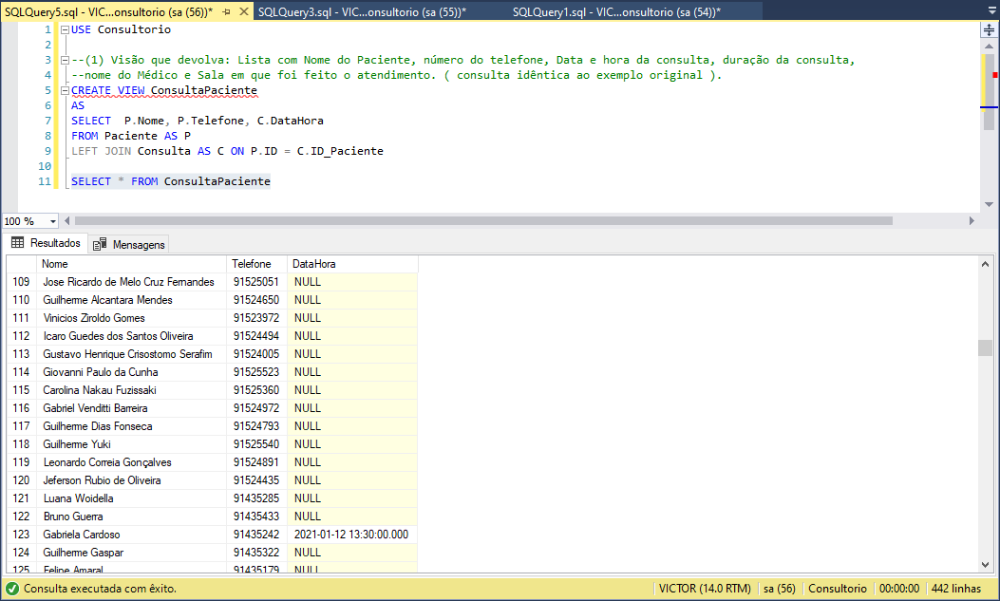 SQLQuery5.sql - VIC...onsultorio (sa (56))* SQLQuery3.sql - VIC...onsultorio (sa (55))* SQLQuery1.sql - VIC...onsultorio (sa (54))*
1 USE Consultorio
2
3 --(1) Visão que devolva: Lista com Nome do Paciente, número do telefone, Data e hora da consulta, duração da consulta,
4 --nome do Médico e Sala em que foi feito o atendimento. ( consulta idêntica ao exemplo original ).
5 CREATE VIEW ConsultaPaciente
6 AS
7 SELECT P.Nome, P.Telefone, C.DataHora
8 FROM Paciente AS P
9 LEFT JOIN Consulta AS C ON P.ID = C.ID_Paciente
10
11 SELECT * FROM ConsultaPaciente
100 %
Resultados Mensagens
Nome Telefone DataHora
109 Jose Ricardo de Melo Cruz Fernandes 91525051 NULL
110 Guilherme Alcantara Mendes 91524650 NULL
111 Vinicios Ziroldo Gomes 91523972 NULL
112 Icaro Guedes dos Santos Oliveira 91524494 NULL
113 Gustavo Henrique Crisostomo Serafim 91524005 NULL
114 Giovanni Paulo da Cunha 91525523 NULL
115 Carolina Nakau Fuzissaki 91525360 NULL
116 Gabriel Venditti Barreira 91524972 NULL
117 Guilherme Dias Fonseca 91524793 NULL
118 Guilherme Yuki 91525540 NULL
119 Leonardo Correia Gonçalves 91524891 NULL
120 Jeferson Rubio de Oliveira 91524435 NULL
121 Luana Woidella 91435285 NULL
122 Bruno Guerra 91435433 NULL
123 Gabriela Cardoso 91435242 2021-01-12 13:30:00.000
124 Guilherme Gaspar 91435322 NULL
125 Felipe Amaral 91435179 NULL
Consulta executada com êxito. VICTOR (14.0 RTM) sa (56) Consultorio 00:00:00 442 linhas